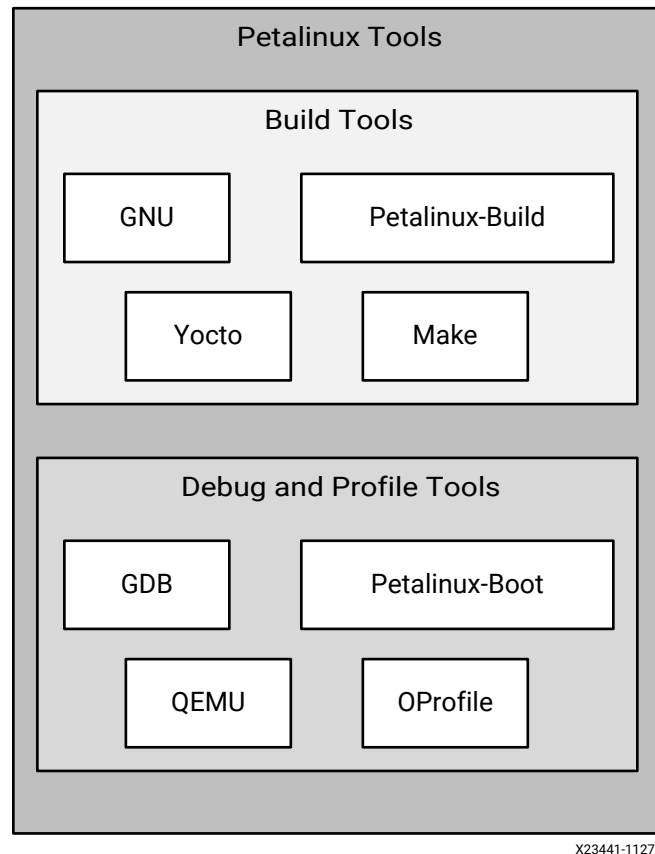 Petalinux Tools
Build Tools
GNU
Petalinux-Build
Yocto
Make
Debug and Profile Tools
GDB
Petalinux-Boot
QEMU
OProfile
X23441-1127